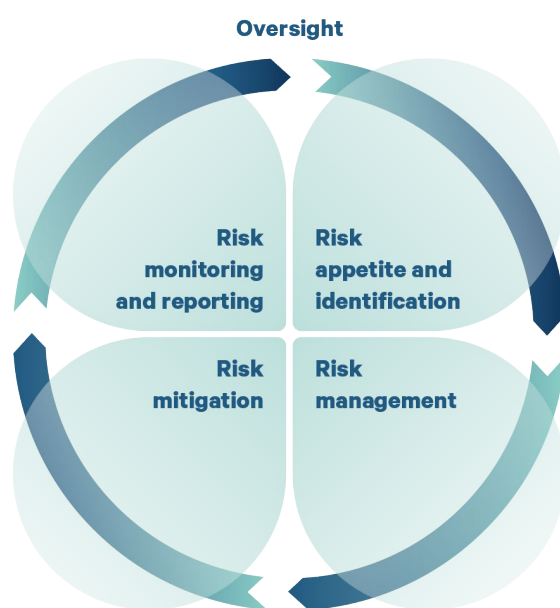 Oversight
Risk
monitoring
and reporting
Risk
appetite and
identification
Risk
mitigation
Risk
management